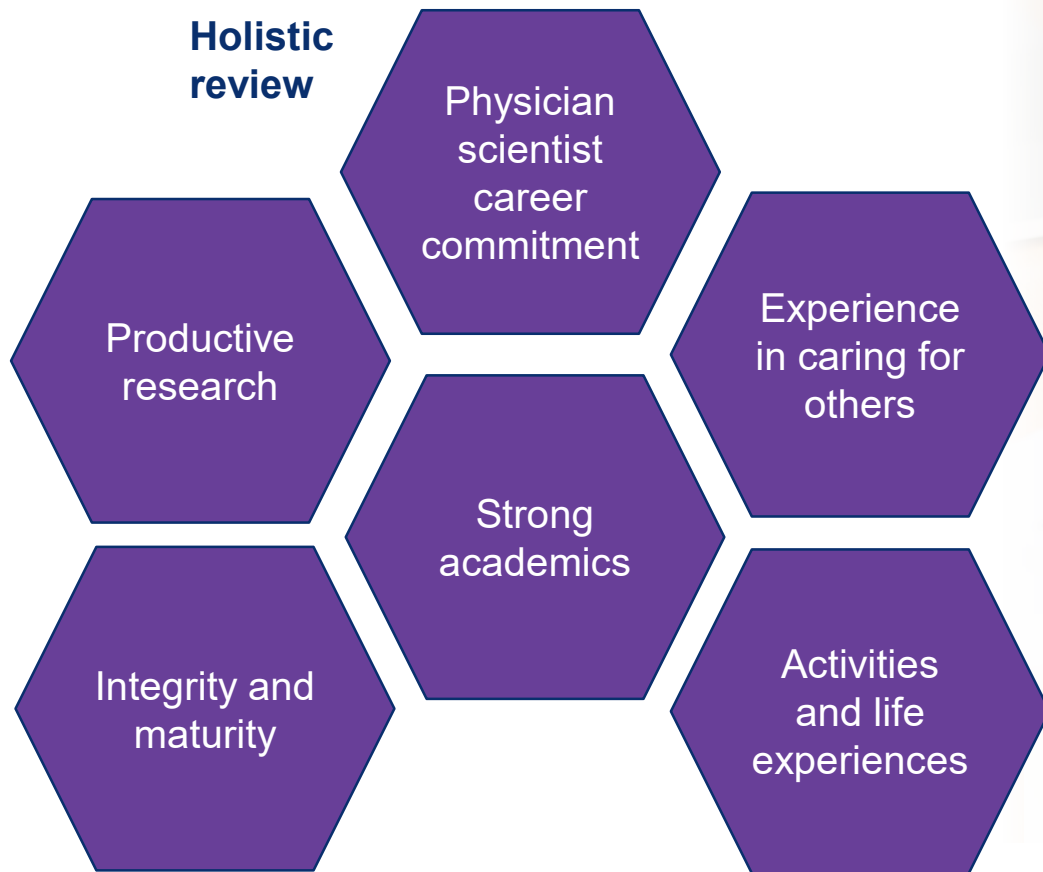 Holistic
review
Physician
scientist
career
commitment
Productive
research
Experience
in caring for
others
Strong
academics
Integrity and
maturity
Activities
and life
experiences